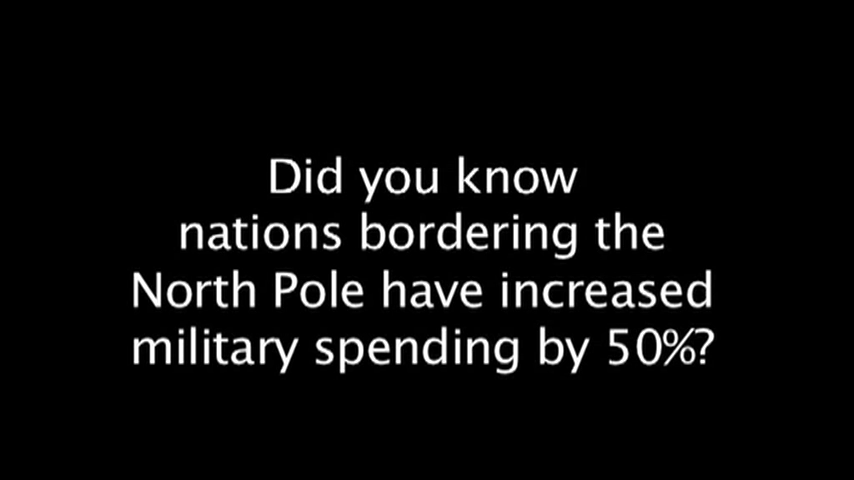 Did you know
nations bordering the
North Pole have increased
military spending by 50%?